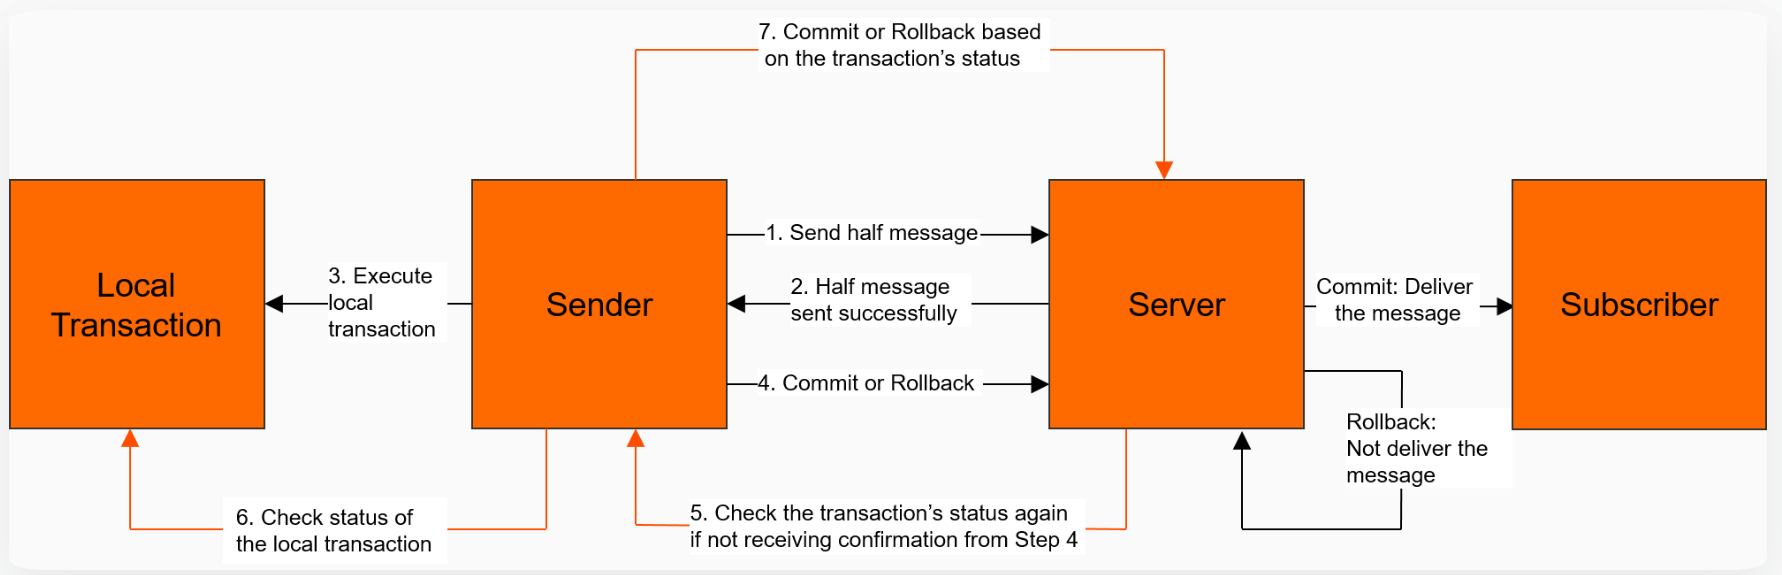 7. Commit or Rollback based
on the transaction’s status
1. Send half message
3. Execute
local
transaction
Local
Transaction
Sender
2. Half message
sent successfully
Server
Commit: Deliver
the message
Subscriber
4. Commit or Rollback
Rollback:
Not deliver the
message
6. Check status of
the local transaction
5. Check the transaction’s status again
if not receiving confirmation from Step 4